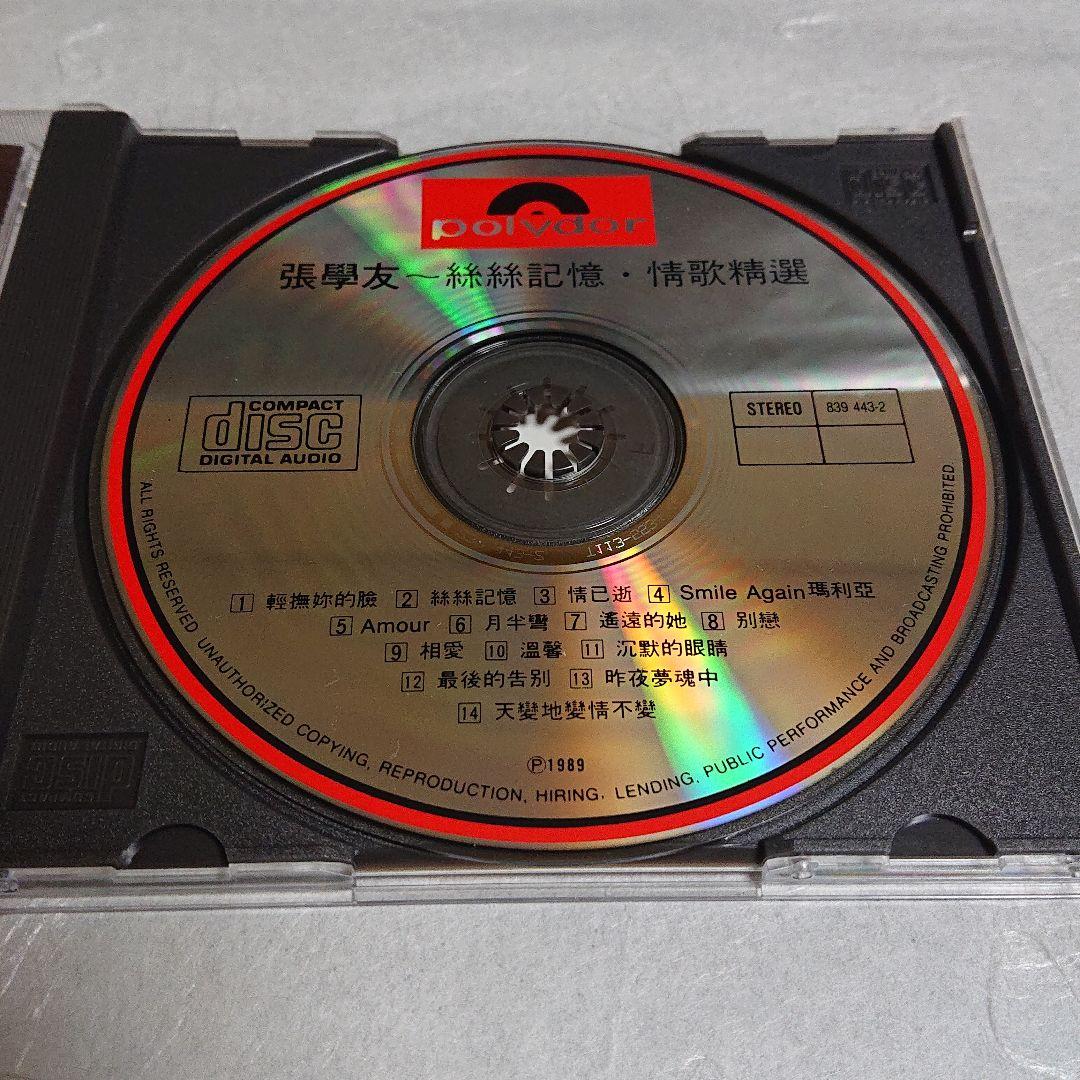 polydor
張學友～絲絲記憶・情歌精選
COMPACT
disc
DIGITAL AUDIO
STEREO 839 443-2
1 輕撫妳的臉 2 絲絲記憶 3 情已逝 4 Smile Again瑪利亞
5 Amour 6 月半彎 7 遙遠的她 8 別戀
9 相愛 10 溫馨 11 沉默的眼睛
12 最後的告別 13 昨夜夢魂中
14 天變地變情不變
Ⓟ1989
ALL RIGHTS RESERVED. UNAUTHORIZED COPYING, REPRODUCTION, HIRING, LENDING, PUBLIC PERFORMANCE AND BROADCASTING PROHIBITED.